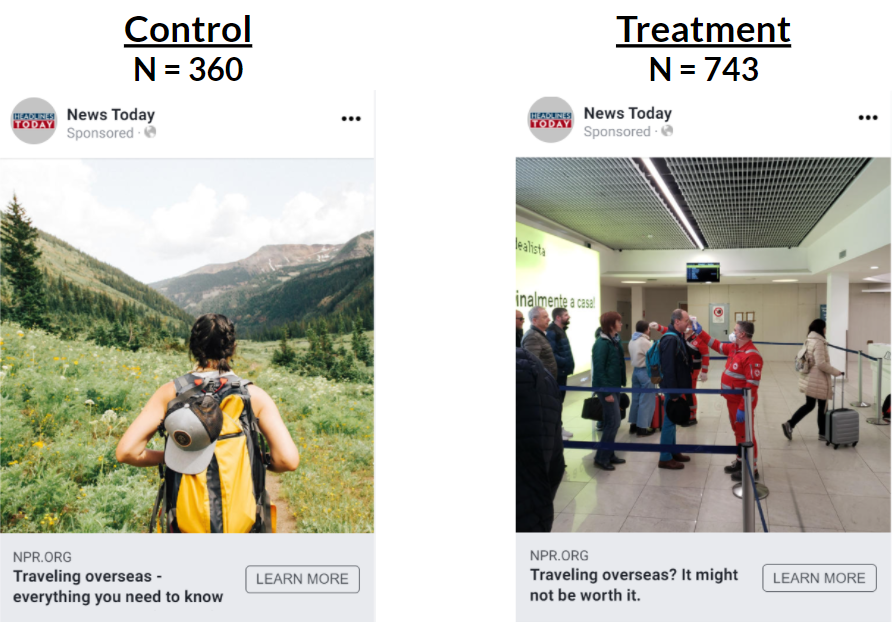 Control
N = 360
HEADLINES
TODAY
News Today
Sponsored ·
NPR.ORG
Traveling overseas -
everything you need to know
LEARN MORE
Treatment
N = 743
HEADLINES
TODAY
News Today
Sponsored ·
dealista
inalmente a casa!
NPR.ORG
Traveling overseas? It might
not be worth it.
LEARN MORE